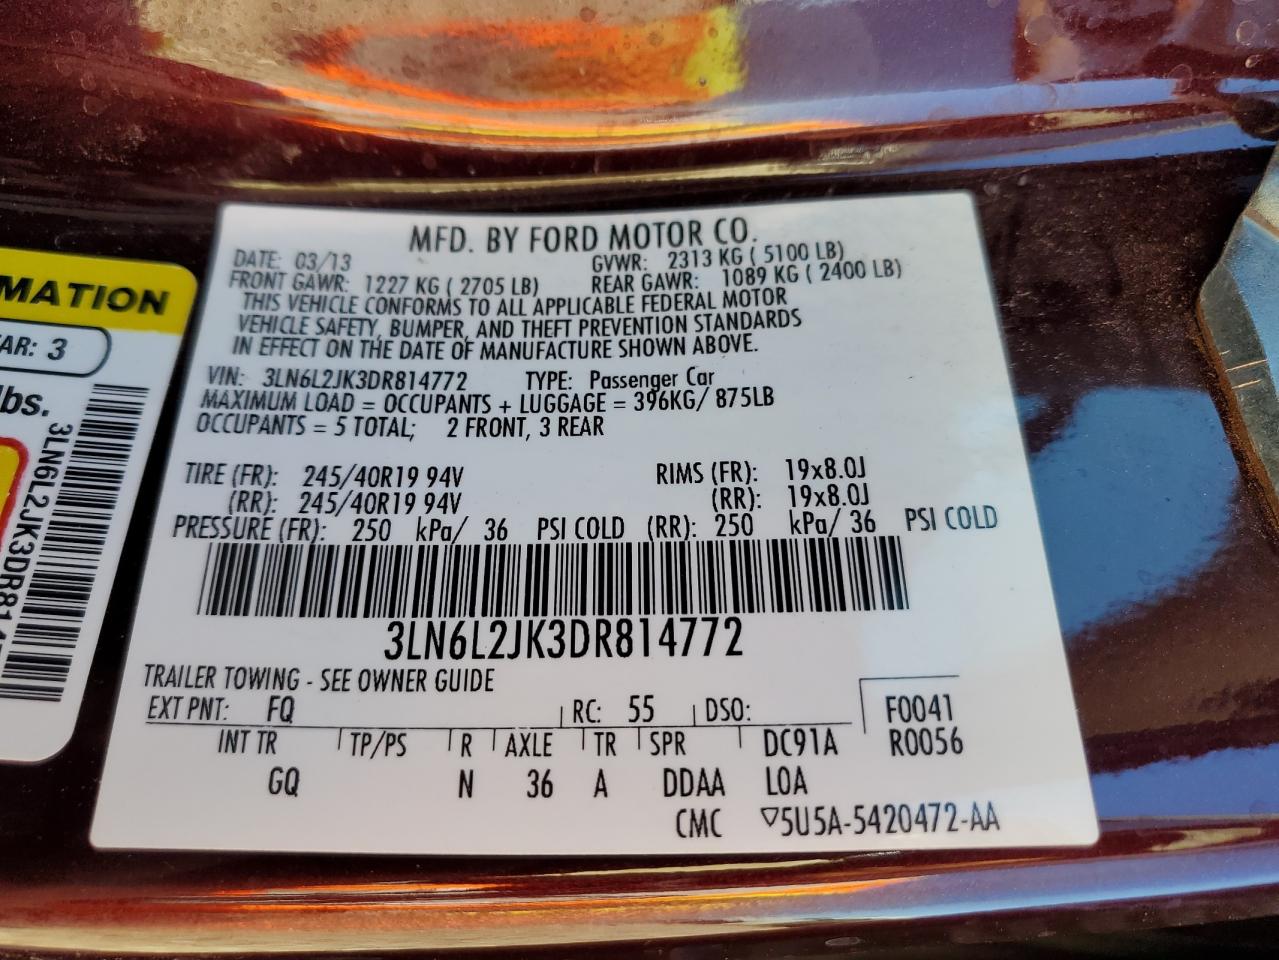 MFD. BY FORD MOTOR CO.
DATE: 03/13 GVWR: 2313 KG ( 5100 LB)
FRONT GAWR: 1227 KG ( 2705 LB) REAR GAWR: 1089 KG ( 2400 LB)
THIS VEHICLE CONFORMS TO ALL APPLICABLE FEDERAL MOTOR
VEHICLE SAFETY, BUMPER, AND THEFT PREVENTION STANDARDS
IN EFFECT ON THE DATE OF MANUFACTURE SHOWN ABOVE.
VIN: 3LN6L2JK3DR814772 TYPE: Passenger Car
MAXIMUM LOAD = OCCUPANTS + LUGGAGE = 396KG/ 875LB
OCCUPANTS = 5 TOTAL; 2 FRONT, 3 REAR
TIRE (FR): 245/40R19 94V RIMS (FR): 19x8.0J
(RR): 245/40R19 94V (RR): 19x8.0J
PRESSURE (FR): 250 kPa/ 36 PSI COLD (RR): 250 kPa/ 36 PSI COLD
3LN6L2JK3DR814772
TRAILER TOWING - SEE OWNER GUIDE
EXT PNT: FQ RC: 55 DSO: F0041
INT TR TP/PS R AXLE TR SPR DC91A R0056
GQ N 36 A DDAA LOA
CMC ▽5U5A-5420472-AA
MATION
AR: 3
lbs.
3LN6L2JK3DR814